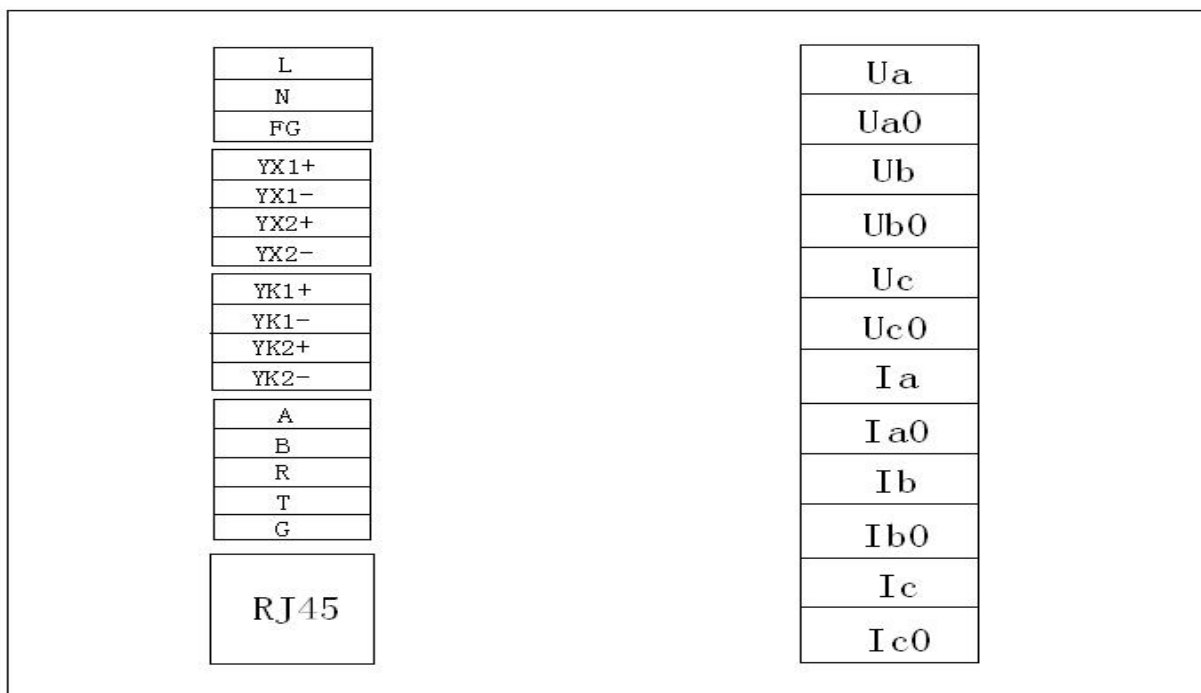 L
N
FG
YX1+
YX1-
YX2+
YX2-
YK1+
YK1-
YK2+
YK2-
A
B
R
T
G
RJ45
Ua
Ua0
Ub
Ub0
Uc
Uc0
Ia
Ia0
Ib
Ib0
Ic
Ic0